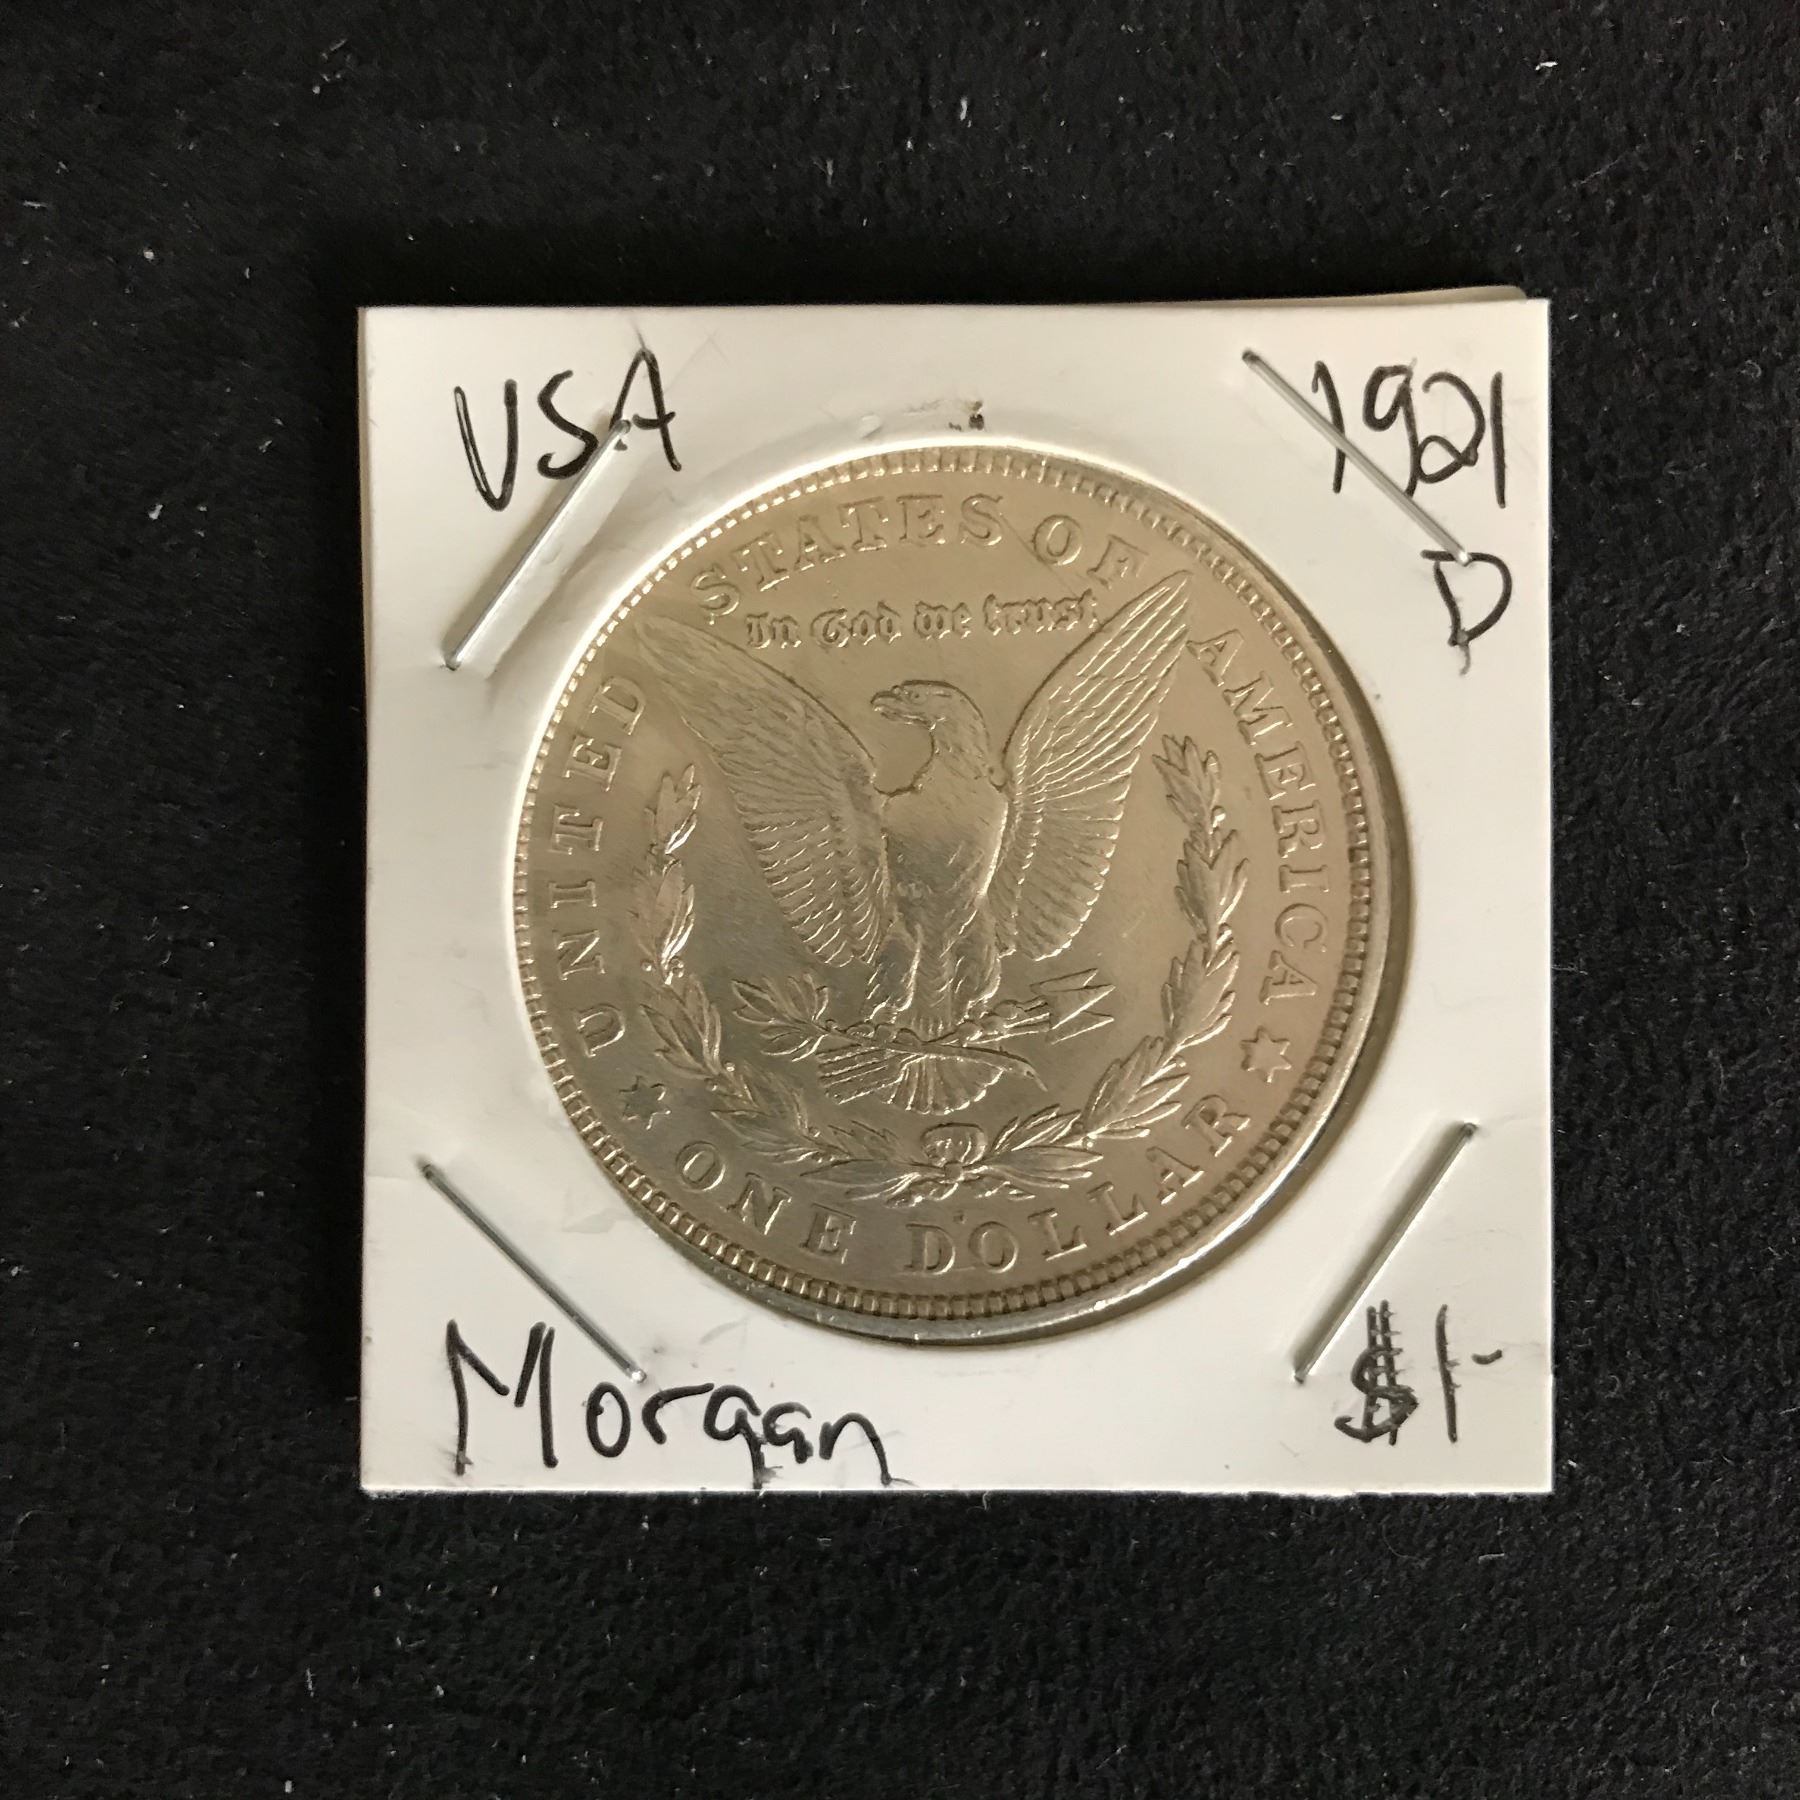 USA
1921
D
UNITED STATES OF AMERICA
In God we trust
ONE DOLLAR
D
Morgan
$1-